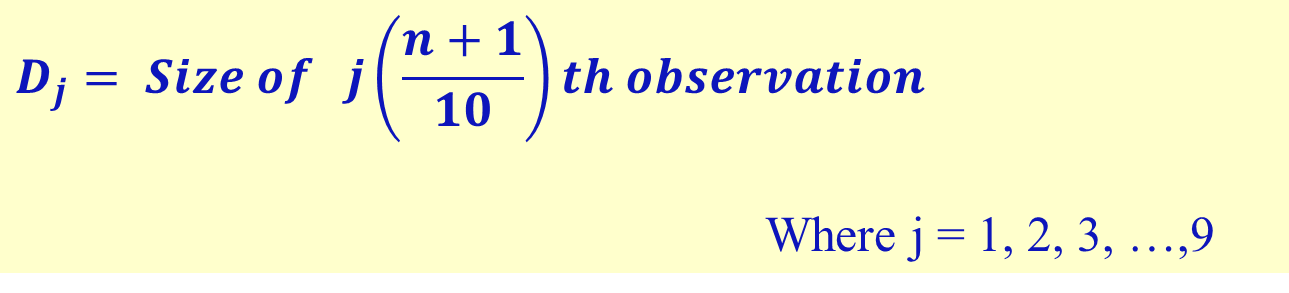 D_j = Size of j((n + 1)/10) th observation
Where j = 1, 2, 3, …,9